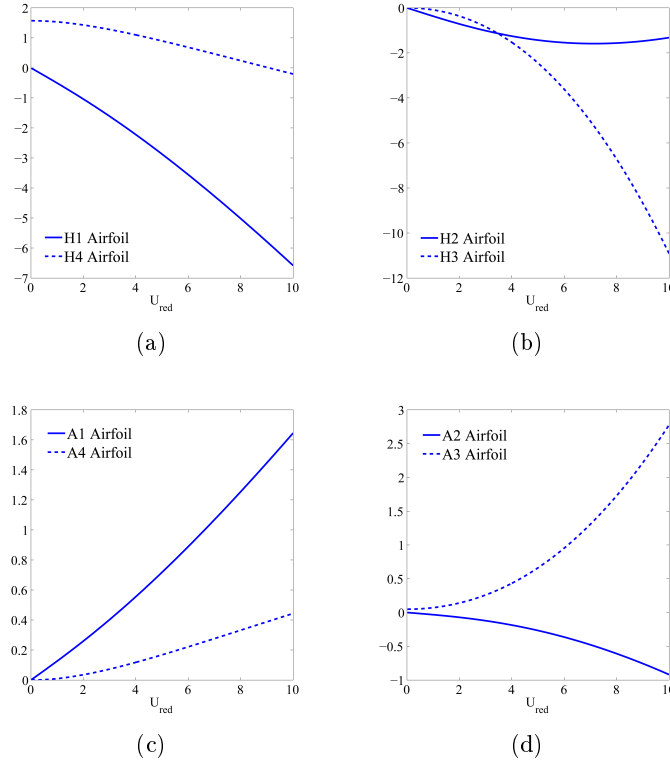 2
1
0
−1
−2
−3
−4
−5
−6
−7
H1 Airfoil
H4 Airfoil
0 2 4 6 8 10
U_red
(a)
0
−2
−4
−6
−8
−10
−12
H2 Airfoil
H3 Airfoil
0 2 4 6 8 10
U_red
(b)
1.8
1.6
1.4
1.2
1
0.8
0.6
0.4
0.2
0
A1 Airfoil
A4 Airfoil
0 2 4 6 8 10
U_red
(c)
3
2.5
2
1.5
1
0.5
0
−0.5
−1
A2 Airfoil
A3 Airfoil
0 2 4 6 8 10
U_red
(d)